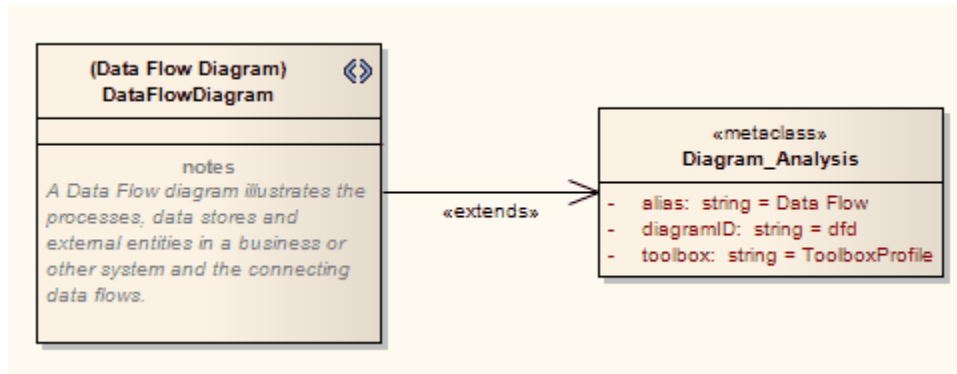 (Data Flow Diagram)
DataFlowDiagram
notes
A Data Flow diagram illustrates the
processes, data stores and
external entities in a business or
other system and the connecting
data flows.
«extends»
«metaclass»
Diagram_Analysis
- alias: string = Data Flow
- diagramID: string = dfd
- toolbox: string = ToolboxProfile